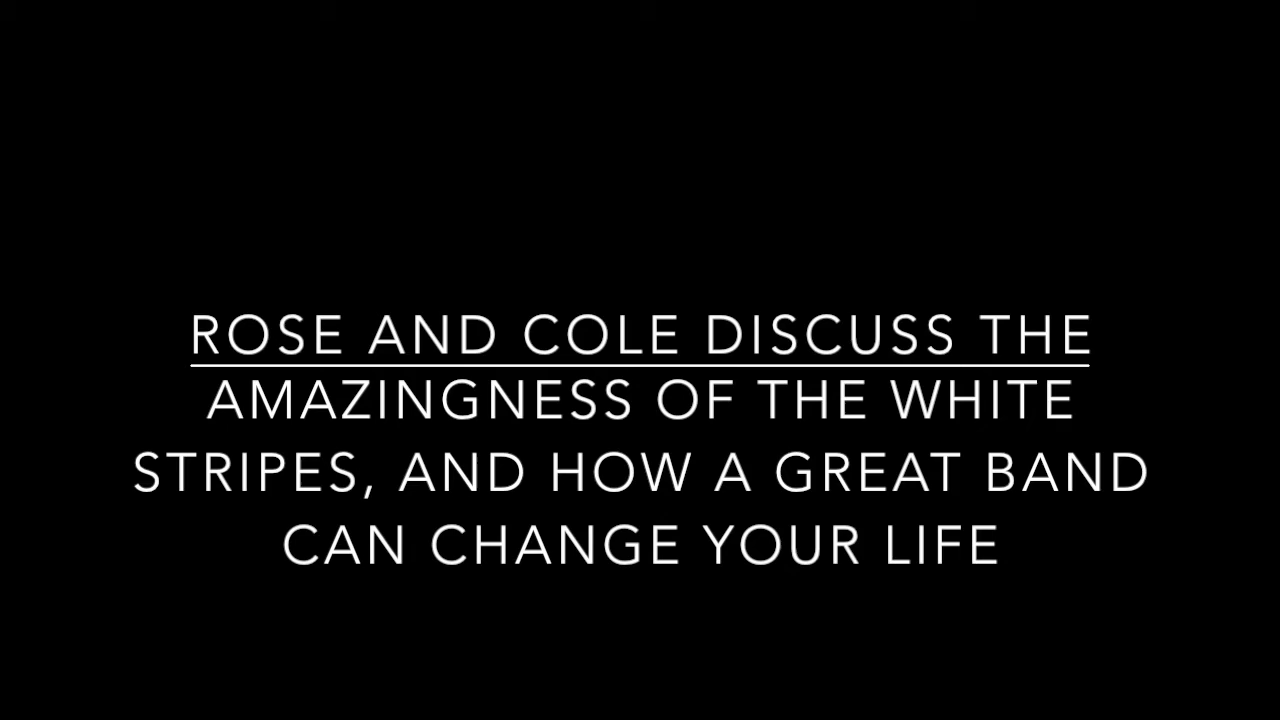 ROSE AND COLE DISCUSS THE
AMAZINGNESS OF THE WHITE
STRIPES, AND HOW A GREAT BAND
CAN CHANGE YOUR LIFE